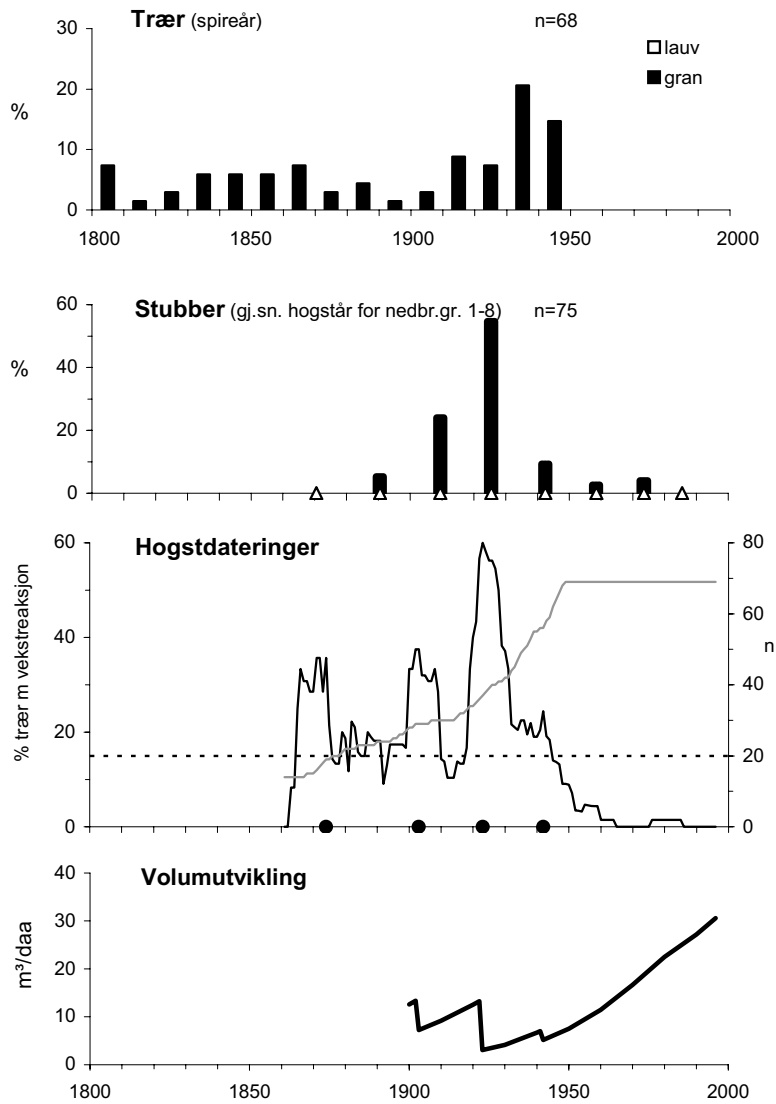 Trær (spireår) n=68
lauv
gran
%
30
20
10
0
1800 1850 1900 1950 2000
Stubber (gj.sn. hogstår for nedbr.gr. 1-8) n=75
%
60
40
20
0
Hogstdateringer
% trær m vekstreaksjon
60
40
20
0
80
60
40
20
0
n
Volumutvikling
m³/daa
40
30
20
10
0
1800 1850 1900 1950 2000